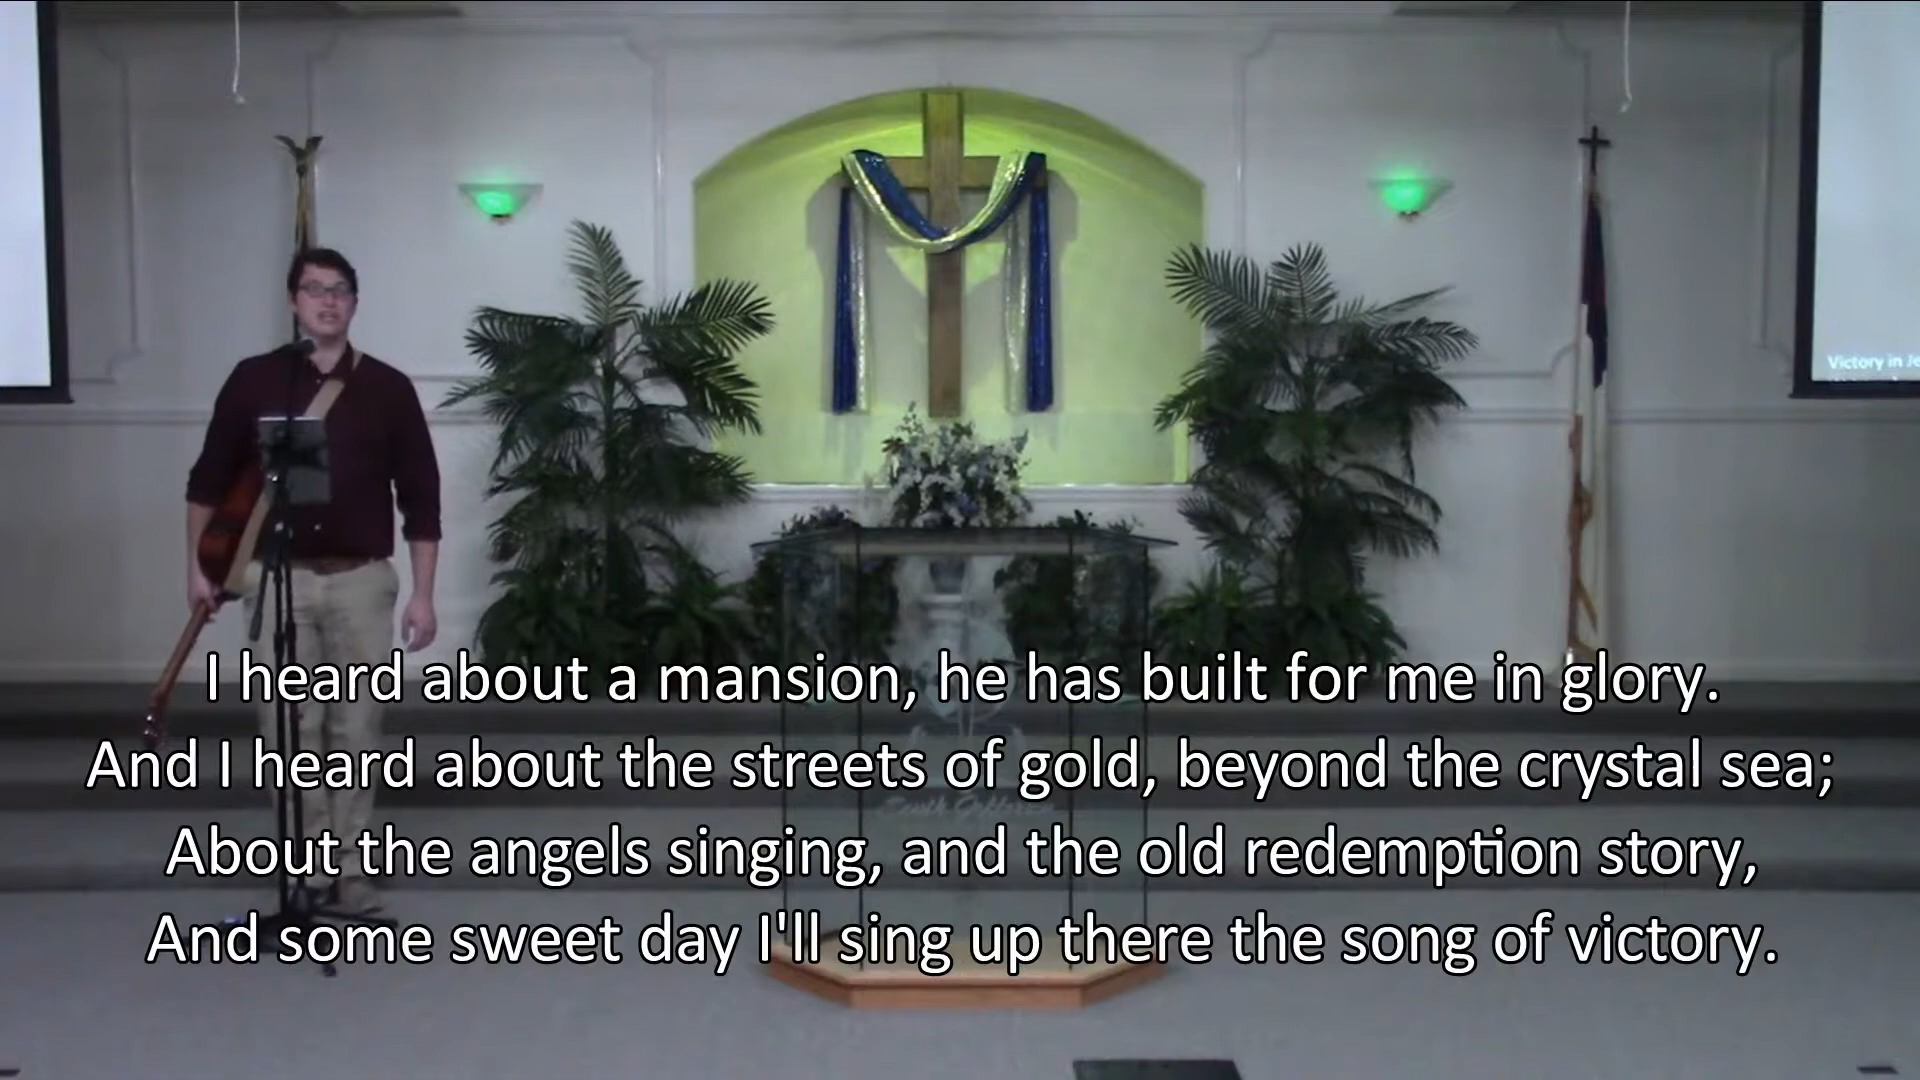 Victory in Je
I heard about a mansion, he has built for me in glory.
And I heard about the streets of gold, beyond the crystal sea;
About the angels singing, and the old redemption story,
And some sweet day I'll sing up there the song of victory.